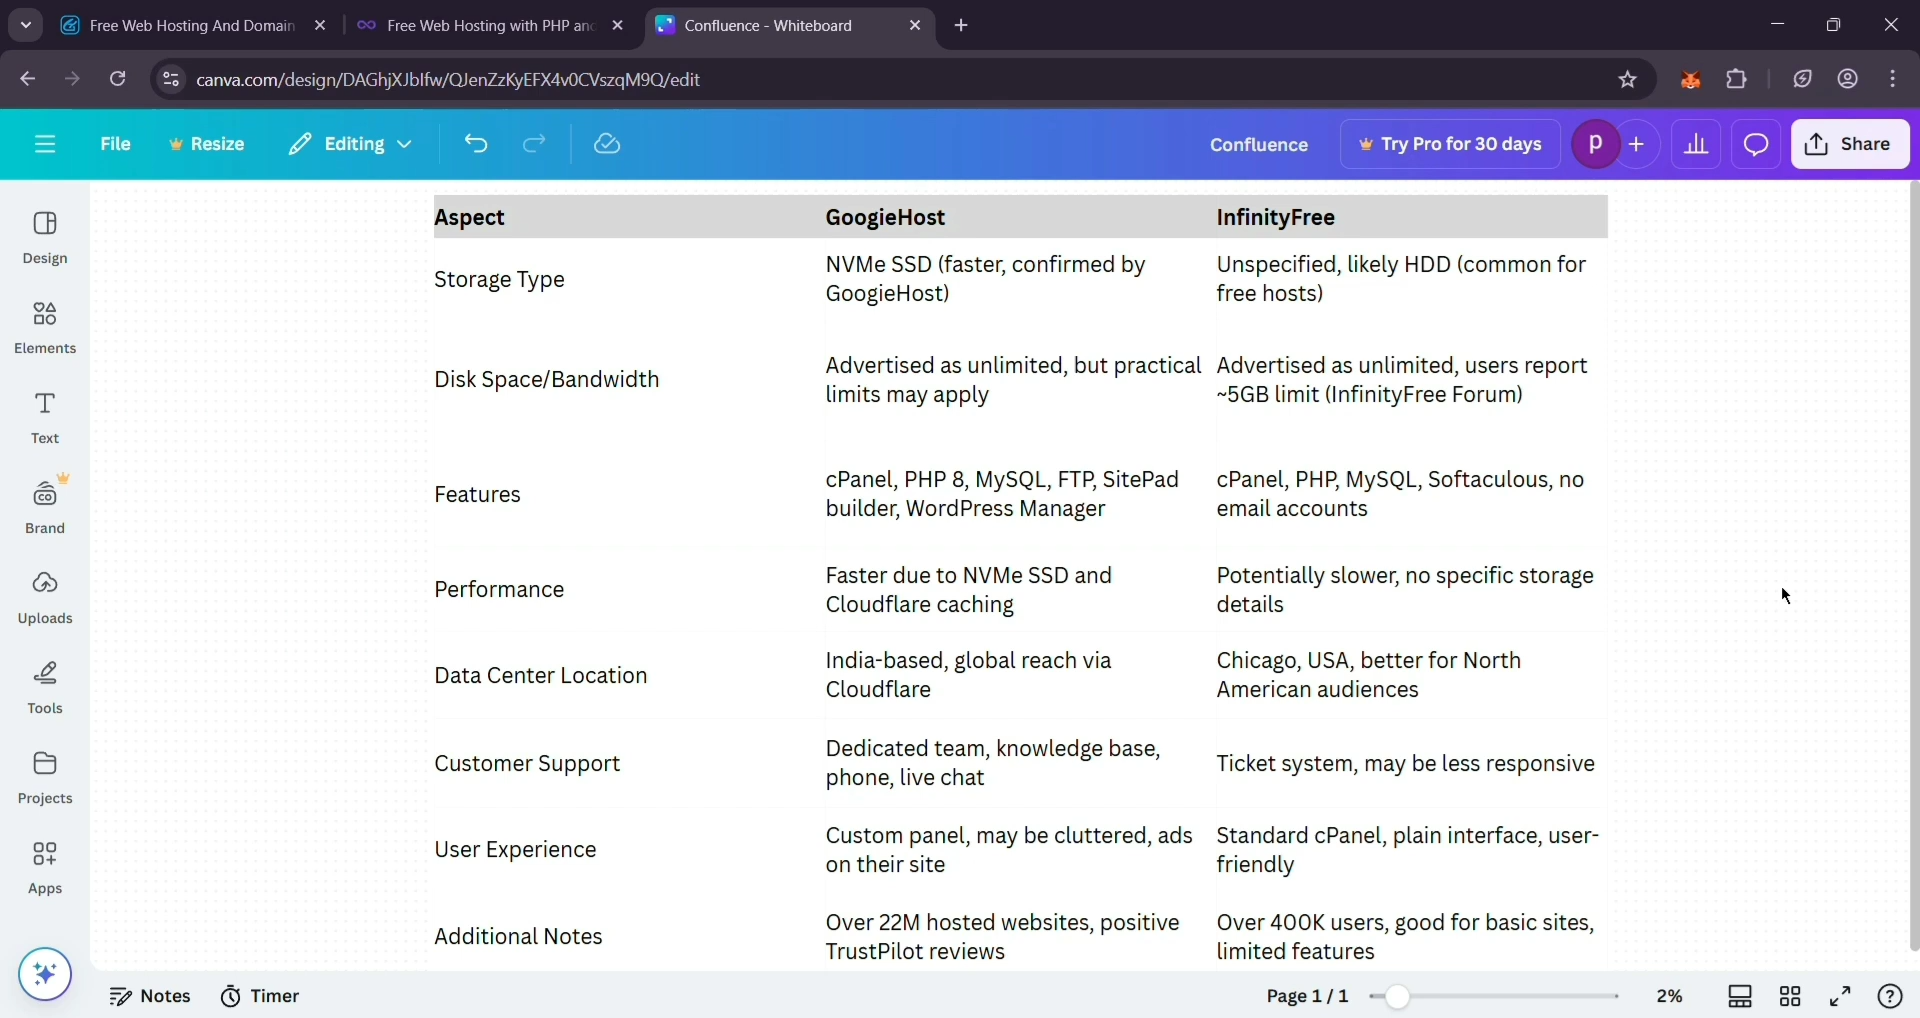 Free Web Hosting And Domain
Free Web Hosting with PHP and
Confluence - Whiteboard
canva.com/design/DAGhjXJblfw/QJenZzKyEFX4v0CVszqM9Q/edit
File
Resize
Editing
Confluence
Try Pro for 30 days
P
Share
Design
Elements
Text
CO
Brand
Uploads
Tools
Projects
Apps
Aspect GoogieHost InfinityFree
Storage Type
NVMe SSD (faster, confirmed by
GoogieHost)
Unspecified, likely HDD (common for
free hosts)
Disk Space/Bandwidth
Advertised as unlimited, but practical
limits may apply
Advertised as unlimited, users report
~5GB limit (InfinityFree Forum)
Features
cPanel, PHP 8, MySQL, FTP, SitePad
builder, WordPress Manager
cPanel, PHP, MySQL, Softaculous, no
email accounts
Performance
Faster due to NVMe SSD and
Cloudflare caching
Potentially slower, no specific storage
details
Data Center Location
India-based, global reach via
Cloudflare
Chicago, USA, better for North
American audiences
Customer Support
Dedicated team, knowledge base,
phone, live chat
Ticket system, may be less responsive
User Experience
Custom panel, may be cluttered, ads
on their site
Standard cPanel, plain interface, user-
friendly
Additional Notes
Over 22M hosted websites, positive
TrustPilot reviews
Over 400K users, good for basic sites,
limited features
Notes
Timer
Page 1 / 1
2%